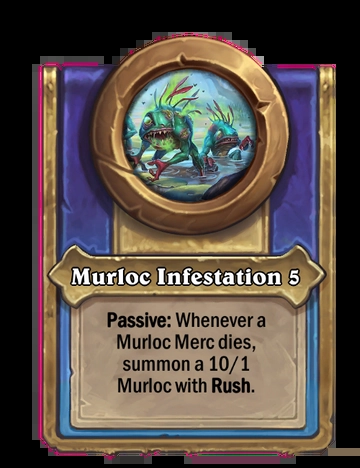 Murloc Infestation 5
Passive: Whenever a
Murloc Merc dies,
summon a 10/1
Murloc with Rush.